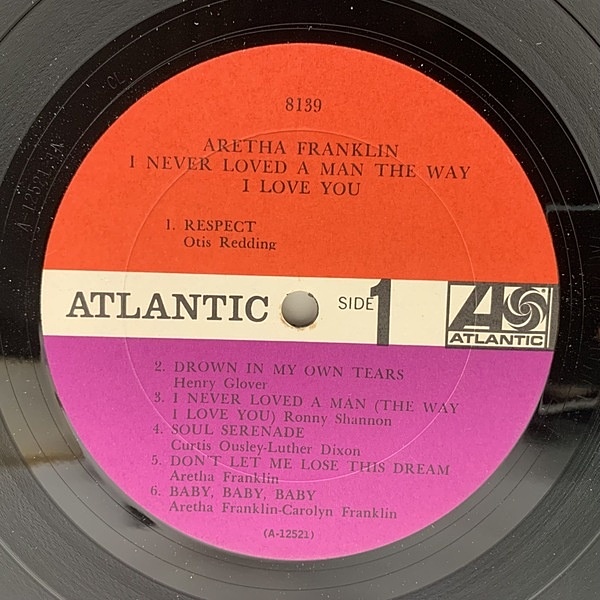 8139
ARETHA FRANKLIN
I NEVER LOVED A MAN THE WAY
I LOVE YOU
1. RESPECT
Otis Redding
ATLANTIC
SIDE 1
ATLANTIC
2. DROWN IN MY OWN TEARS
Henry Glover
3. I NEVER LOVED A MAN (THE WAY
I LOVE YOU) Ronny Shannon
4. SOUL SERENADE
Curtis Ousley-Luther Dixon
5. DON'T LET ME LOSE THIS DREAM
Aretha Franklin
6. BABY, BABY, BABY
Aretha Franklin-Carolyn Franklin
(A-12521)